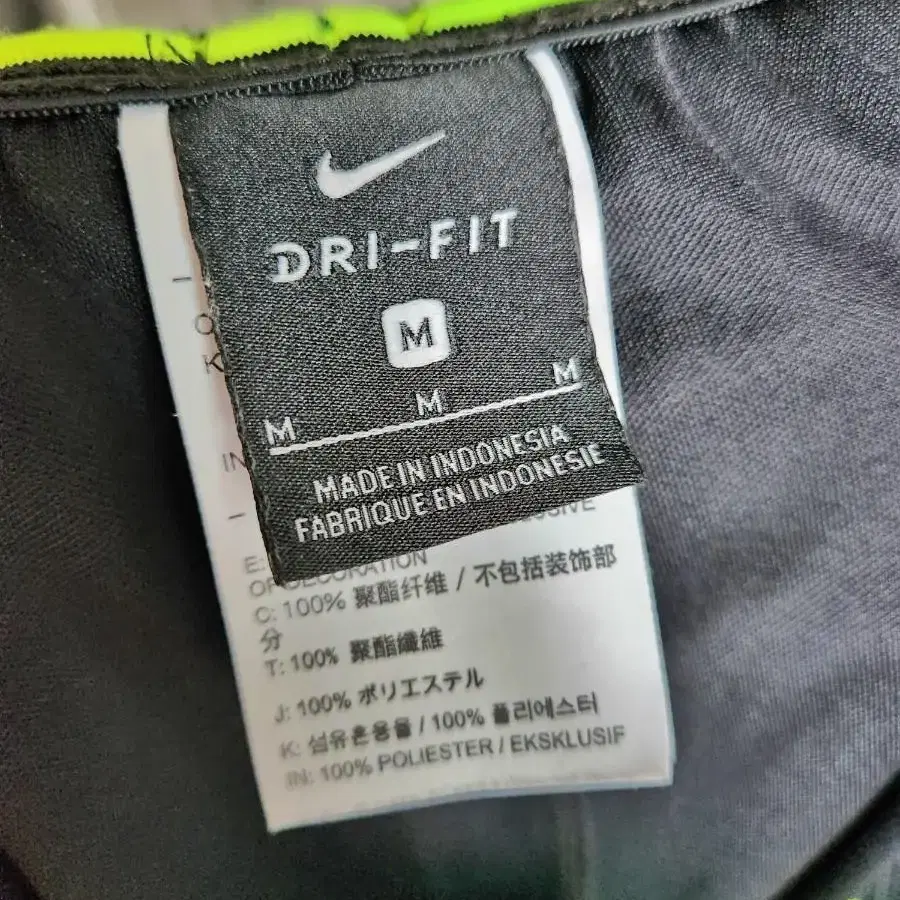 DRI-FIT
M
M M M
MADE IN INDONESIA
FABRIQUE EN INDONESIE
O
K
IN
E:
OF DECORATION
C: 100% 聚酯纤维 / 不包括装饰部
分
T: 100% 聚酯纖維
J: 100% ポリエステル
K: 섬유혼용율 / 100% 폴리에스터
IN: 100% POLIESTER / EKSKLUSIF